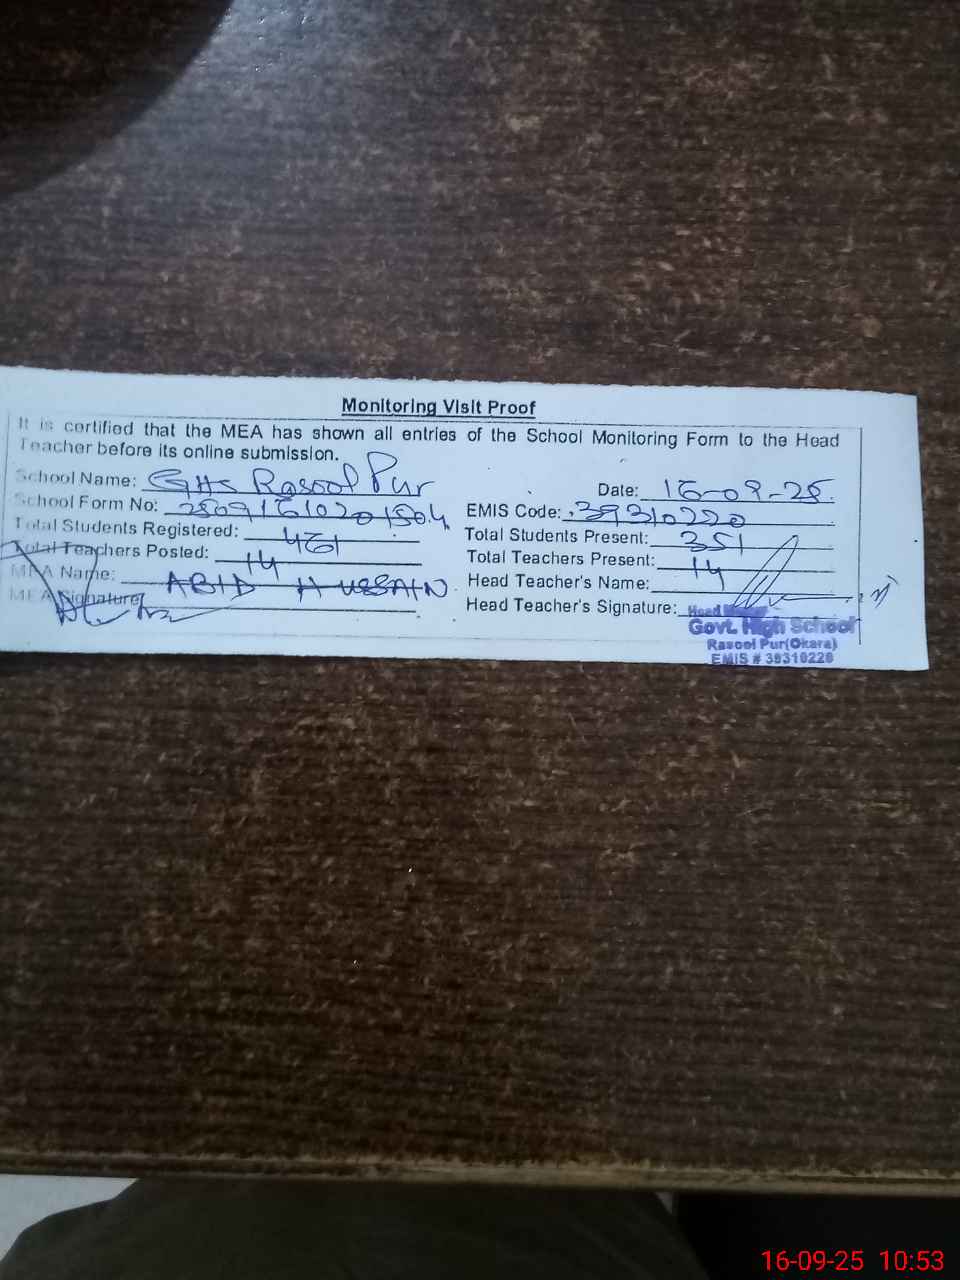 Monitoring Visit Proof
It is certified that the MEA has shown all entries of the School Monitoring Form to the Head
Teacher before its online submission.
School Name: GHS Rasool Pur Date: 16-09-25
School Form No: EMIS Code: 39310220
Total Students Registered: 461 Total Students Present: 351
Total Teachers Posted: 14 Total Teachers Present: 14
MEA Name: ABID HUSSAIN Head Teacher's Name:
MEA Signature Head Teacher's Signature:
Head
Govt. High School
Rasool Pur(Okara)
EMIS # 39310220
16-09-25 10:53